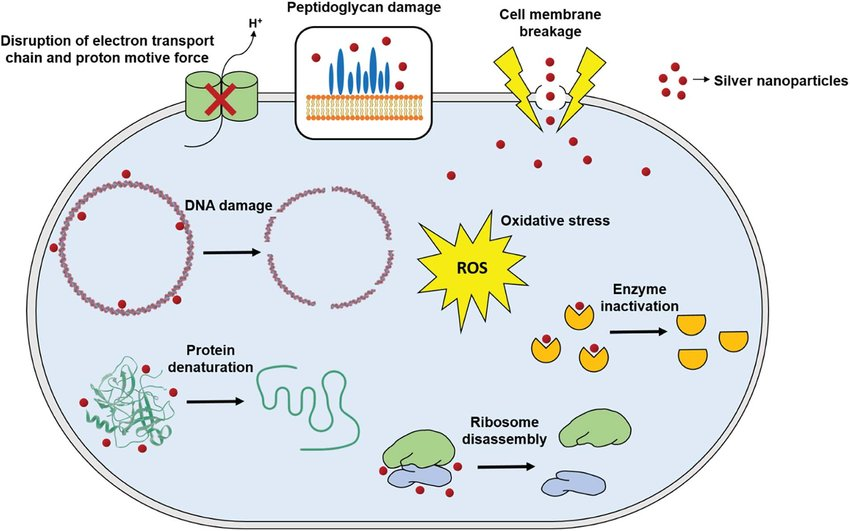 Peptidoglycan damage
H+
Cell membrane
breakage
Disruption of electron transport
chain and proton motive force
Silver nanoparticles
DNA damage
Oxidative stress
ROS
Enzyme
inactivation
Protein
denaturation
Ribosome
disassembly